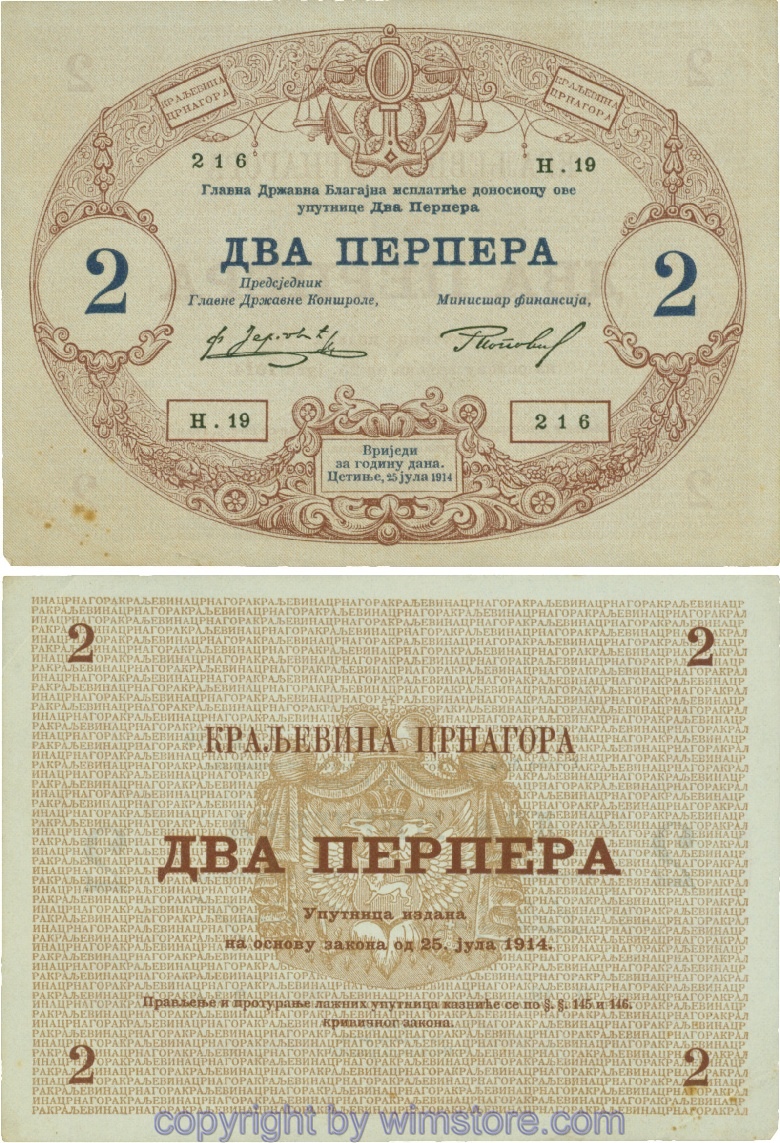 КРАЉЕВИНА
ЦРНАГОРА
КРАЉЕВИНА
ЦРНАГОРА
216
Н.19
Главна Државна Благајна исплатиће доносиоцу ове
упутнице Два Перпера
2
ДВА ПЕРПЕРА
2
Предсједник
Главне Државне Контроле,
Министар финансија,
Н.19
216
Вриједи
за годину дана.
Цетиње, 25 јула 1914
2
2
КРАЉЕВИНА ЦРНАГОРА
ДВА ПЕРПЕРА
Упутница издана
на основу закона од 25. јула 1914.
Прављење и протурање лажних упутница казниће се по §. §. 145 и 146.
кривичног закона.
2
2
copyright by wimstore.com